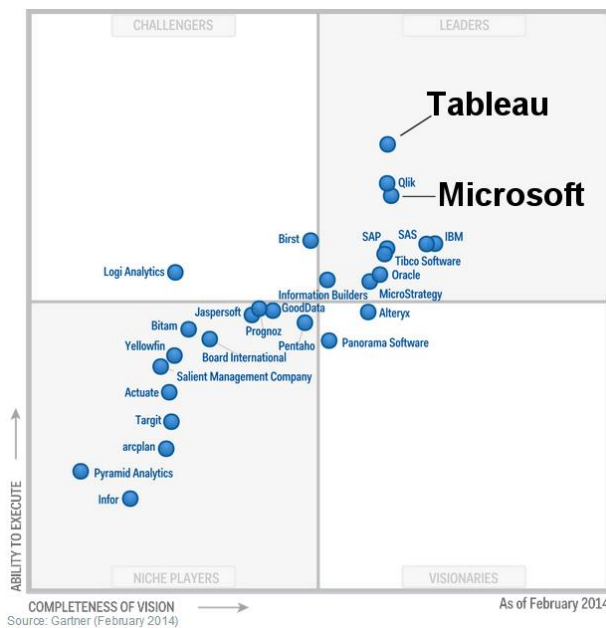 CHALLENGERS
LEADERS
Tableau
Qlik
Microsoft
Birst
SAP
SAS
IBM
Tibco Software
Logi Analytics
Oracle
Information Builders
MicroStrategy
Jaspersoft
GoodData
Alteryx
Bitam
Prognoz
Pentaho
Panorama Software
Yellowfin
Board International
Salient Management Company
Actuate
Targit
arcplan
Pyramid Analytics
Infor
ABILITY TO EXECUTE
NICHE PLAYERS
VISIONARIES
COMPLETENESS OF VISION
As of February 2014
Source: Gartner (February 2014)